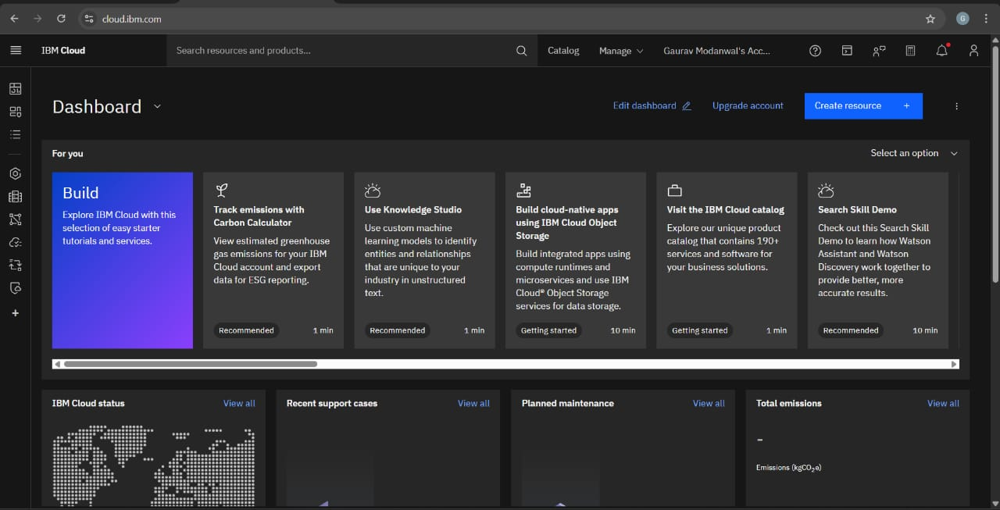 cloud.ibm.com
G
IBM Cloud
Search resources and products...
Catalog
Manage
Gaurav Modanwal's Acc...
Dashboard
Edit dashboard
Upgrade account
Create resource +
For you
Select an option
Build
Explore IBM Cloud with this
selection of easy starter
tutorials and services.
Track emissions with
Carbon Calculator
View estimated greenhouse
gas emissions for your IBM
Cloud account and export
data for ESG reporting.
Recommended
1 min
Use Knowledge Studio
Use custom machine
learning models to identify
entities and relationships
that are unique to your
industry in unstructured
text.
Recommended
1 min
Build cloud-native apps
using IBM Cloud Object
Storage
Build integrated apps using
compute runtimes and
microservices and use IBM
Cloud® Object Storage
services for data storage.
Getting started
10 min
Visit the IBM Cloud catalog
Explore our unique product
catalog that contains 190+
services and software for
your business solutions.
Getting started
1 min
Search Skill Demo
Check out this Search Skill
Demo to learn how Watson
Assistant and Watson
Discovery work together to
provide better, more
accurate results.
Recommended
10 min
IBM Cloud status
View all
Recent support cases
View all
Planned maintenance
View all
Total emissions
View all
-
Emissions (kgCO₂e)